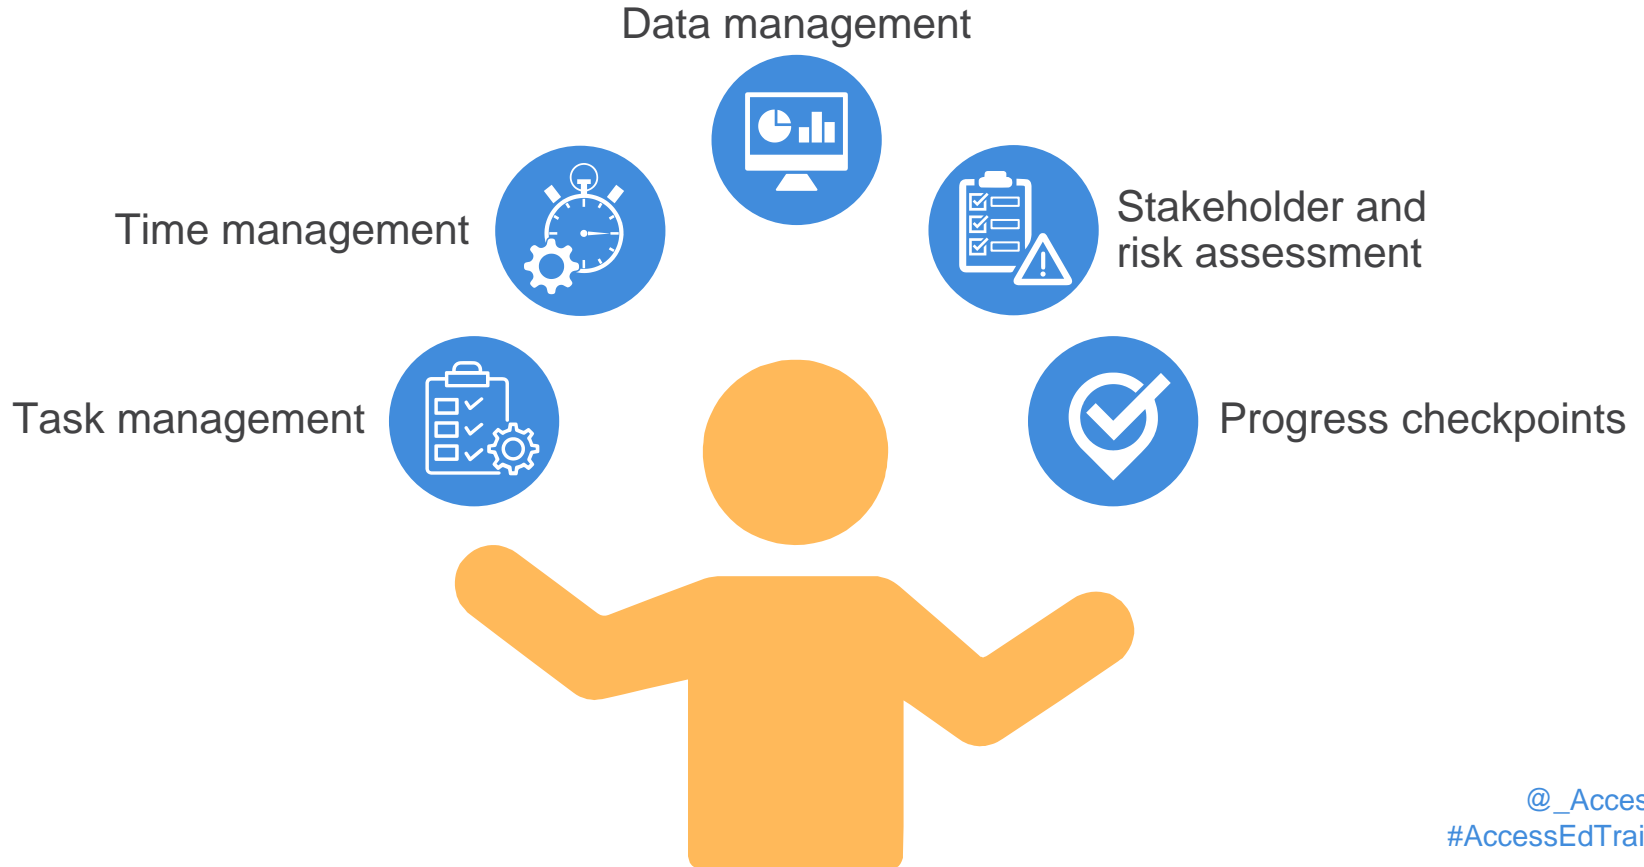 Data management
Time management
Stakeholder and
risk assessment
Task management
Progress checkpoints